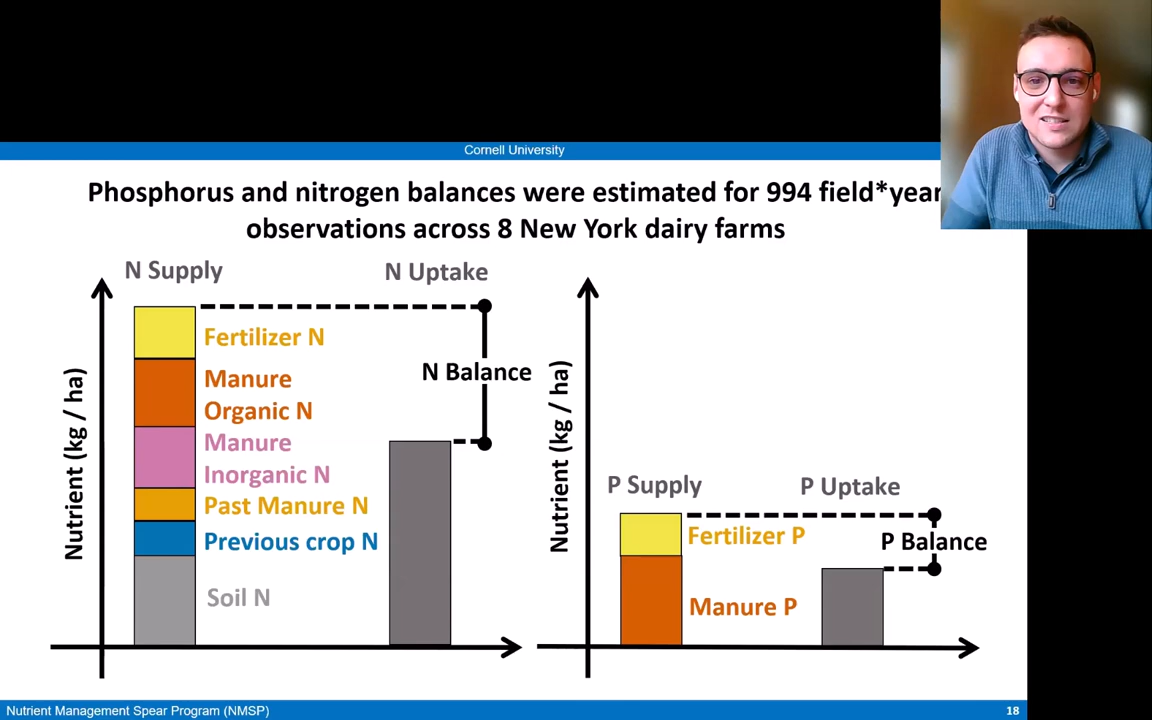 Cornell University
Phosphorus and nitrogen balances were estimated for 994 field*year
observations across 8 New York dairy farms
N Supply
N Uptake
Fertilizer N
Manure
Organic N
Manure
Inorganic N
Past Manure N
Previous crop N
Soil N
N Balance
Nutrient (kg / ha)
P Supply
P Uptake
Fertilizer P
Manure P
P Balance
Nutrient (kg / ha)
Nutrient Management Spear Program (NMSP)
18